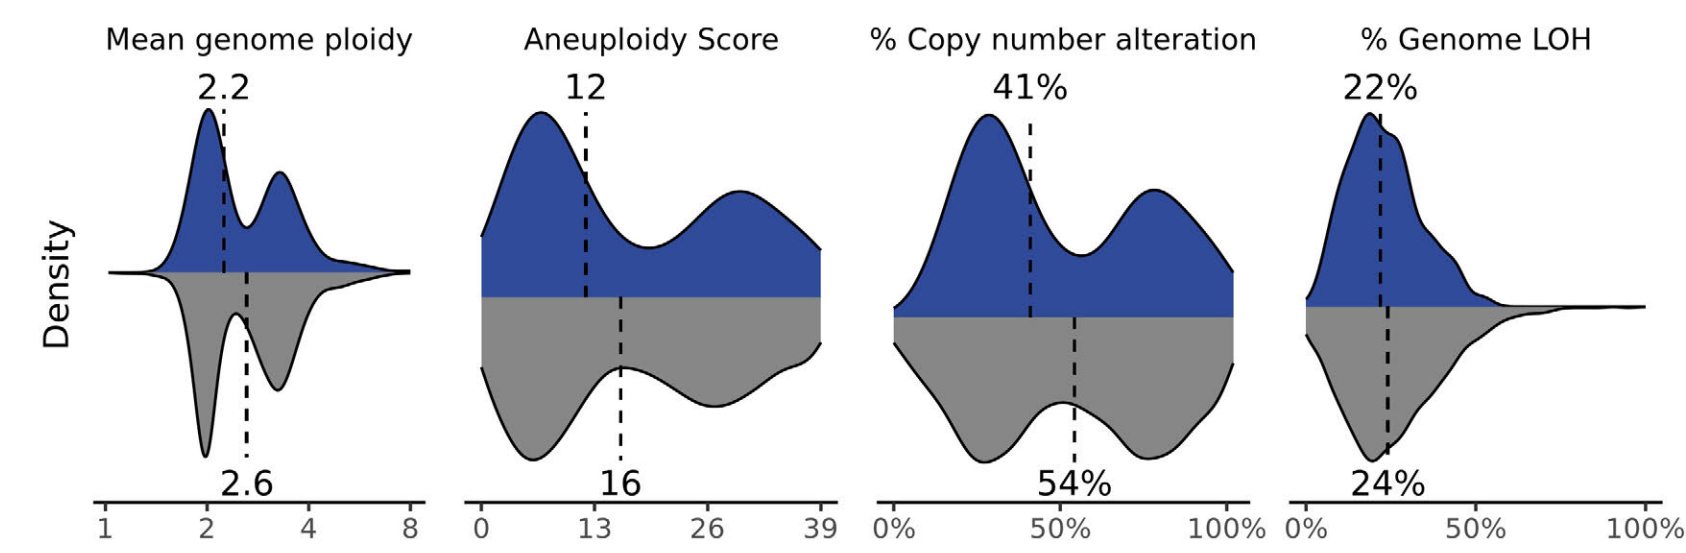 Mean genome ploidy
Aneuploidy Score
% Copy number alteration
% Genome LOH
2.2
12
41%
22%
Density
2.6
16
54%
24%
1 2 4 8
0 13 26 39
0% 50% 100%
0% 50% 100%